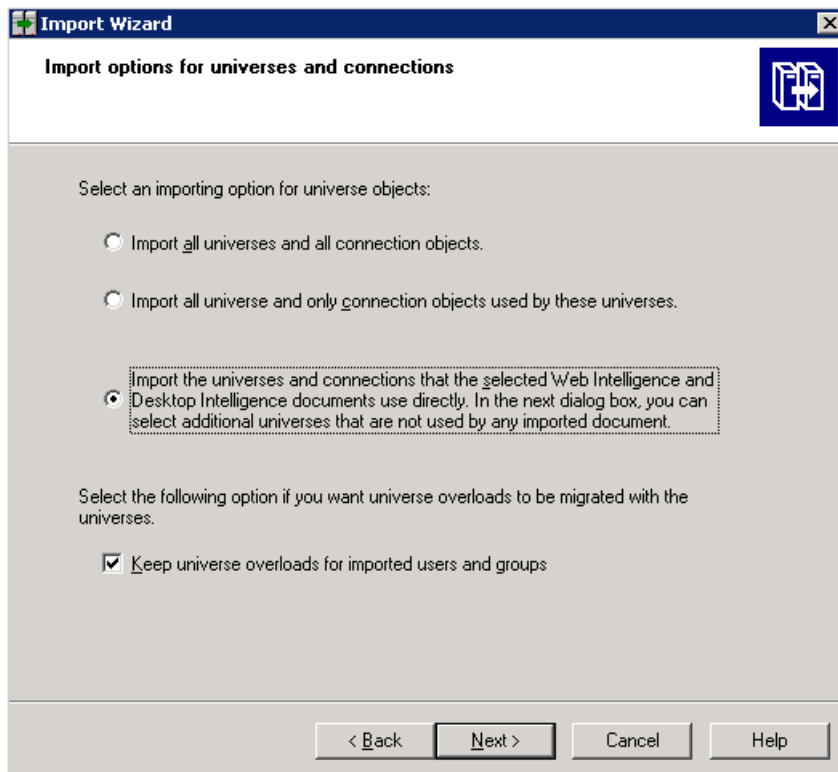 Import Wizard
Import options for universes and connections
Select an importing option for universe objects:
Import all universes and all connection objects.
Import all universe and only connection objects used by these universes.
Import the universes and connections that the selected Web Intelligence and
Desktop Intelligence documents use directly. In the next dialog box, you can
select additional universes that are not used by any imported document.
Select the following option if you want universe overloads to be migrated with the
universes.
Keep universe overloads for imported users and groups
< Back Next > Cancel Help